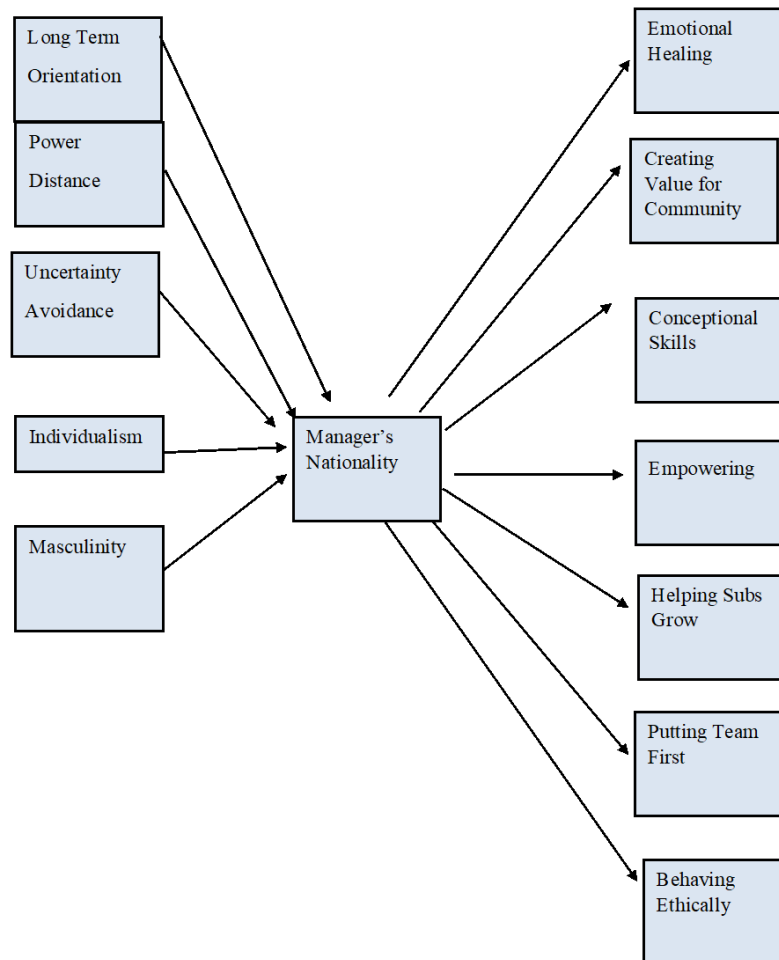 Long Term
Orientation
Power
Distance
Uncertainty
Avoidance
Individualism
Masculinity
Manager's
Nationality
Emotional
Healing
Creating
Value for
Community
Conceptional
Skills
Empowering
Helping Subs
Grow
Putting Team
First
Behaving
Ethically